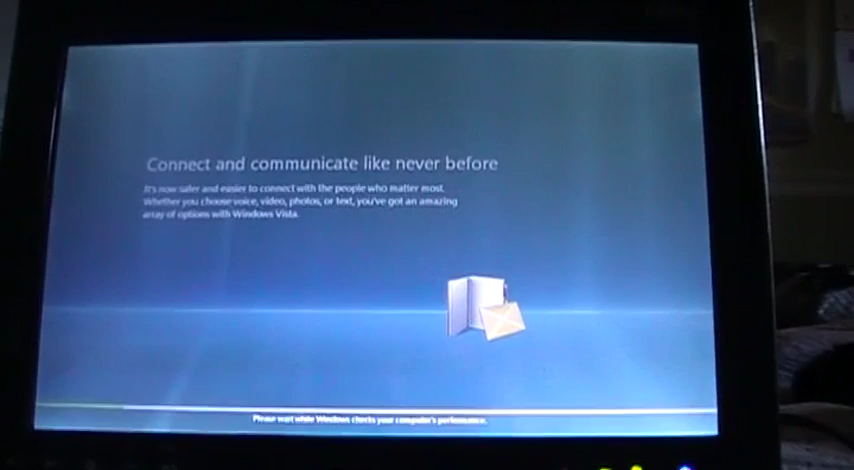 Connect and communicate like never before
It's now safer and easier to connect with the people who matter most.
Whether you choose voice, video, photos, or text, you've got an amazing
array of options with Windows Vista.
Please wait while Windows checks your computer's performance.